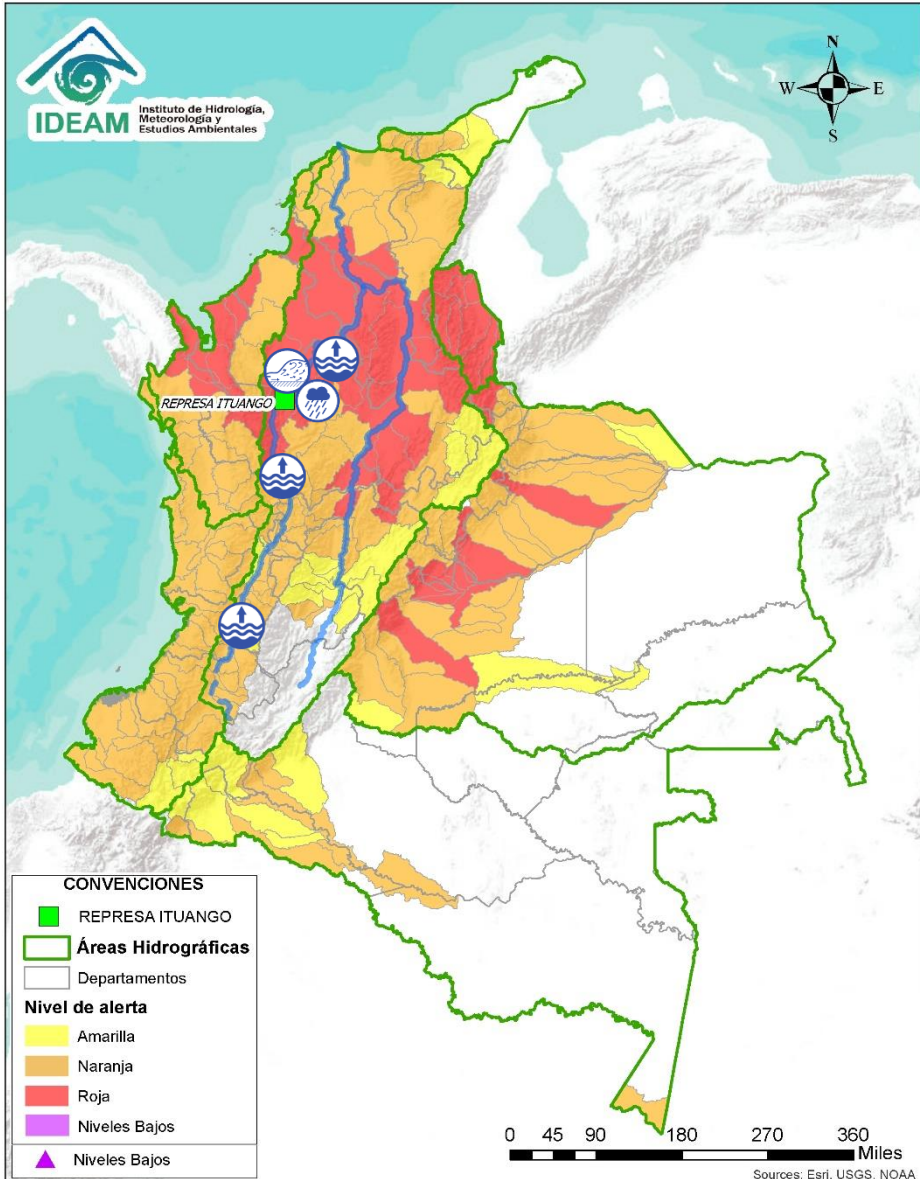 IDEAM
Instituto de Hidrología,
Meteorología y
Estudios Ambientales
N
W
E
S
REPRESA ITUANGO
CONVENCIONES
REPRESA ITUANGO
Áreas Hidrográficas
Departamentos
Nivel de alerta
Amarilla
Naranja
Roja
Niveles Bajos
Niveles Bajos
0 45 90 180 270 360
Miles
Sources: Esri, USGS, NOAA